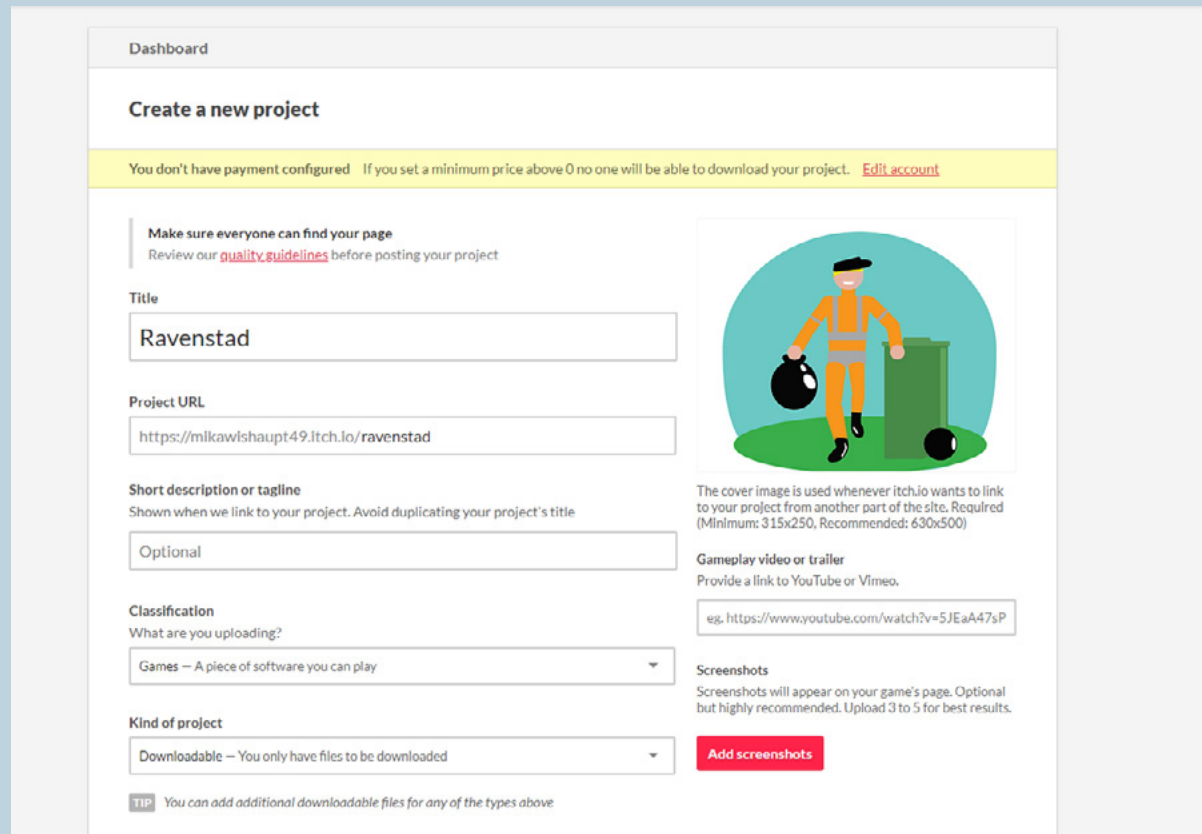 Dashboard
Create a new project
You don't have payment configured If you set a minimum price above 0 no one will be able to download your project. Edit account
Make sure everyone can find your page
Review our quality guidelines before posting your project
Title
Ravenstad
Project URL
https://mikawishaupt49.itch.io/ravenstad
Short description or tagline
Shown when we link to your project. Avoid duplicating your project's title
Optional
Classification
What are you uploading?
Games — A piece of software you can play
Kind of project
Downloadable — You only have files to be downloaded
TIP You can add additional downloadable files for any of the types above
The cover image is used whenever itch.io wants to link
to your project from another part of the site. Required
(Minimum: 315x250, Recommended: 630x500)
Gameplay video or trailer
Provide a link to YouTube or Vimeo.
eg. https://www.youtube.com/watch?v=5JEaA47sP
Screenshots
Screenshots will appear on your game's page. Optional
but highly recommended. Upload 3 to 5 for best results.
Add screenshots